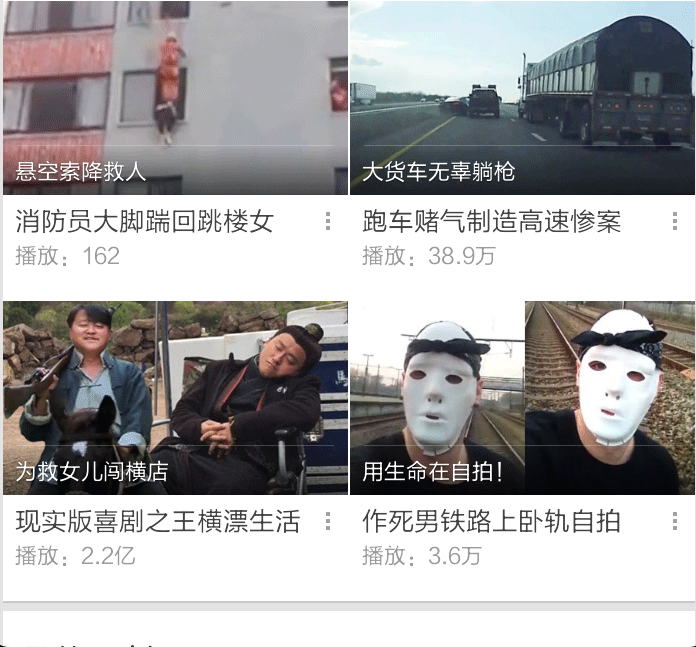 悬空索降救人
大货车无辜躺枪
消防员大脚踹回跳楼女
跑车赌气制造高速惨案
播放：162
播放：38.9万
为救女儿闯横店
用生命在自拍！
现实版喜剧之王横漂生活
作死男铁路上卧轨自拍
播放：2.2亿
播放：3.6万